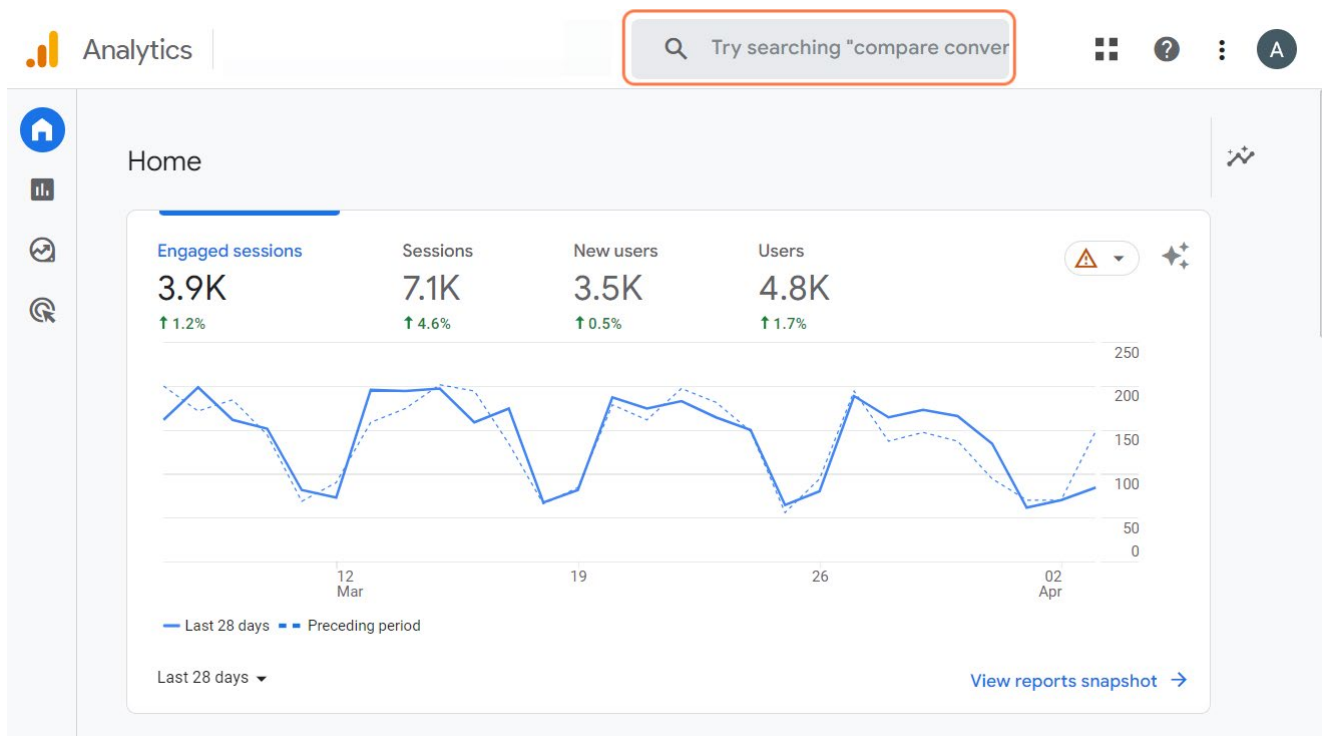 Analytics
Try searching "compare conver
A
Home
Engaged sessions
3.9K
↑ 1.2%
Sessions
7.1K
↑ 4.6%
New users
3.5K
↑ 0.5%
Users
4.8K
↑ 1.7%
250
200
150
100
50
0
12
Mar
19
26
02
Apr
Last 28 days
Preceding period
Last 28 days
View reports snapshot →